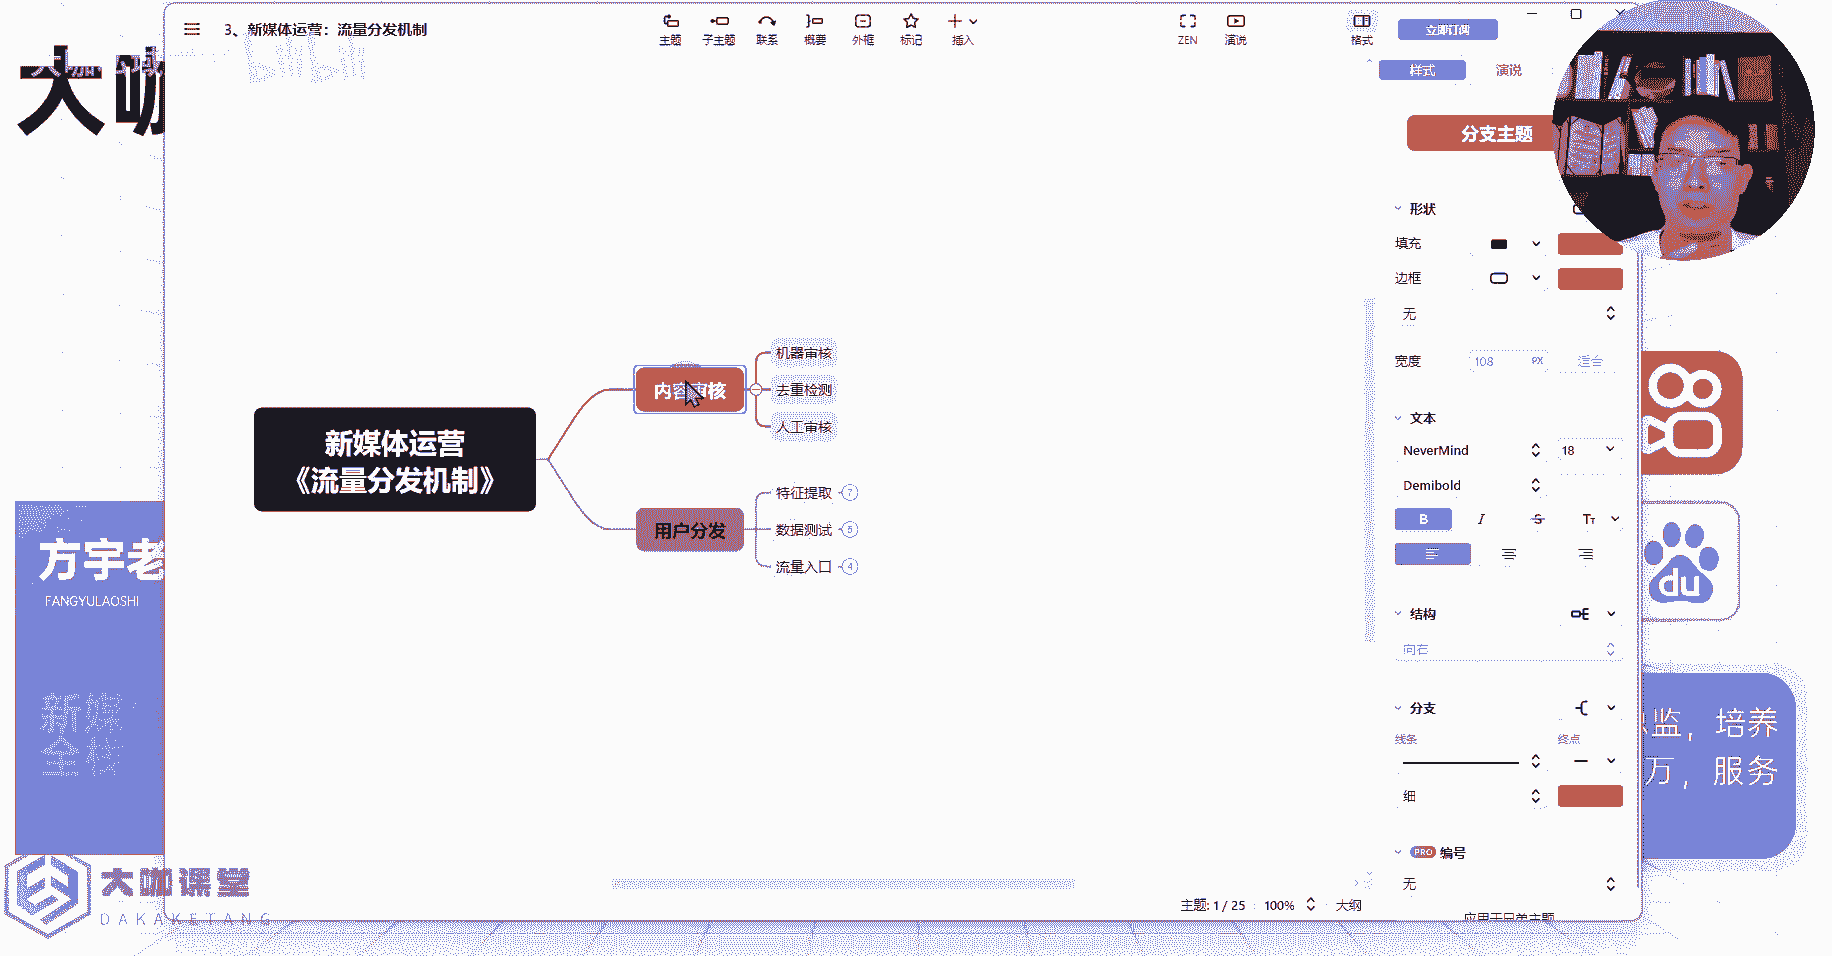 3、新媒体运营：流量分发机制
主题
子主题
联系
概要
外框
标记
插入
ZEN
演说
格式
立即订阅
样式
演说
大咖
bilibili
分支主题
形状
填充
边框
无
宽度
108
PX
适合
文本
NeverMind
18
Demibold
B
I
S
TT
结构
向右
分支
线条
终点
细
PRO 编号
无
应用于兄弟主题
新媒体运营
《流量分发机制》
内容审核
机器审核
去重检测
人工审核
用户分发
特征提取 7
数据测试 5
流量入口 4
方宇老
FANGYULAOSHI
新媒
全栈
大咖课堂
DAKAKETANG
du
监，培养
万，服务
主题: 1 / 25
100%
大纲